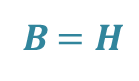 B = H